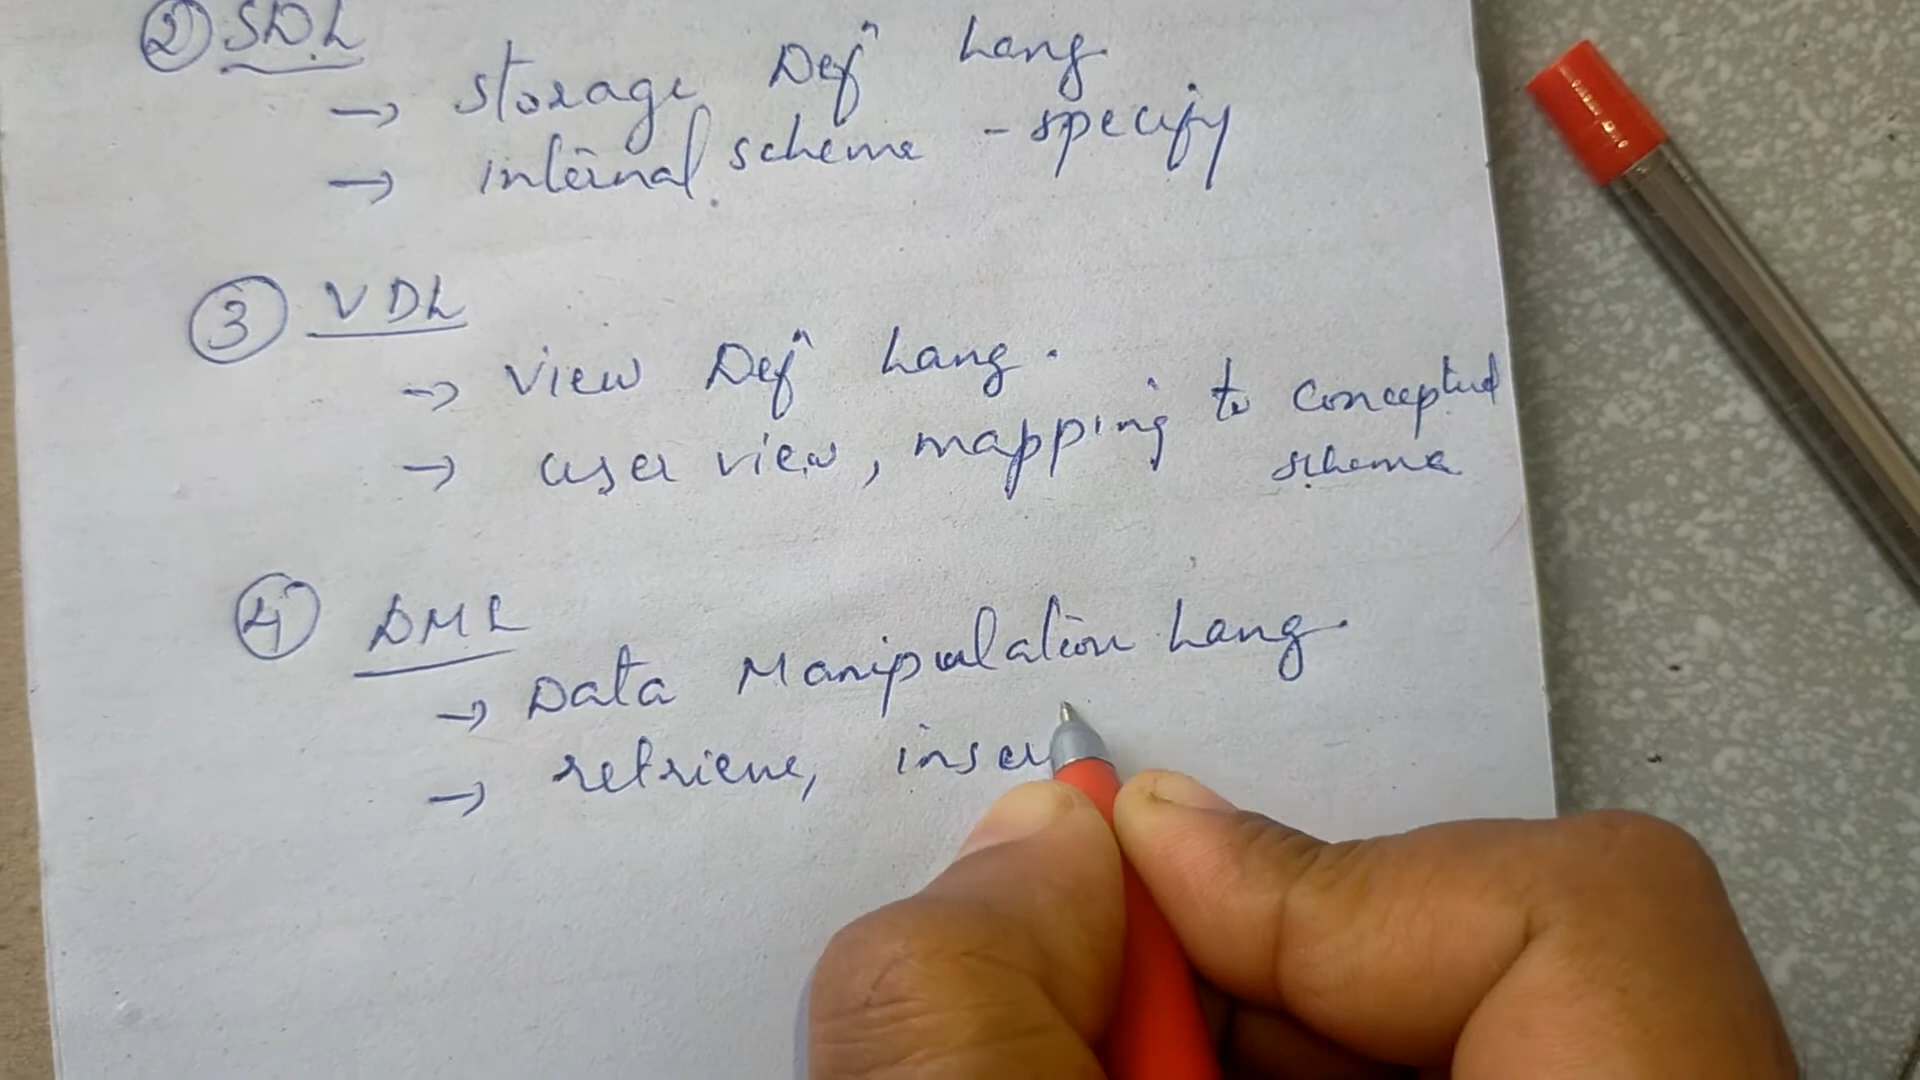 ② SDL
→ Storage Defⁿ Lang.
→ internal schema - specify
③ VDL
→ View Defⁿ Lang.
→ user view, mapping to conceptual
schema
④ DML
→ Data Manipulation Lang.
→ retrieve, inser